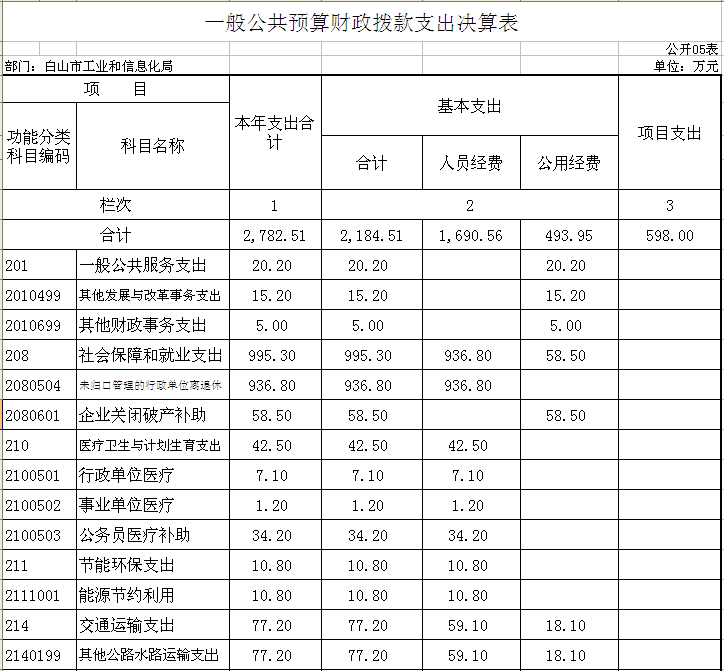 一般公共预算财政拨款支出决算表
公开05表
部门：白山市工业和信息化局 单位：万元
项 目 本年支出合计 基本支出 项目支出
功能分类科目编码 科目名称 合计 人员经费 公用经费
栏次 1 2 3
合计 2,782.51 2,184.51 1,690.56 493.95 598.00
201 一般公共服务支出 20.20 20.20 20.20
2010499 其他发展与改革事务支出 15.20 15.20 15.20
2010699 其他财政事务支出 5.00 5.00 5.00
208 社会保障和就业支出 995.30 995.30 936.80 58.50
2080504 未归口管理的行政单位离退休 936.80 936.80 936.80
2080601 企业关闭破产补助 58.50 58.50 58.50
210 医疗卫生与计划生育支出 42.50 42.50 42.50
2100501 行政单位医疗 7.10 7.10 7.10
2100502 事业单位医疗 1.20 1.20 1.20
2100503 公务员医疗补助 34.20 34.20 34.20
211 节能环保支出 10.80 10.80 10.80
2111001 能源节约利用 10.80 10.80 10.80
214 交通运输支出 77.20 77.20 59.10 18.10
2140199 其他公路水路运输支出 77.20 77.20 59.10 18.10